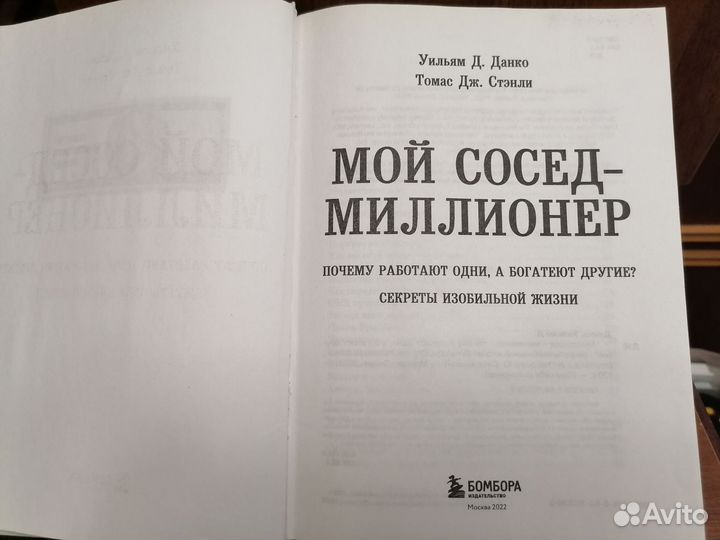 Уильям Д. Данко
Томас Дж. Стэнли
МОЙ СОСЕД–
МИЛЛИОНЕР
ПОЧЕМУ РАБОТАЮТ ОДНИ, А БОГАТЕЮТ ДРУГИЕ?
СЕКРЕТЫ ИЗОБИЛЬНОЙ ЖИЗНИ
БОМБОРА
ИЗДАТЕЛЬСТВО
Москва 2022
Avito